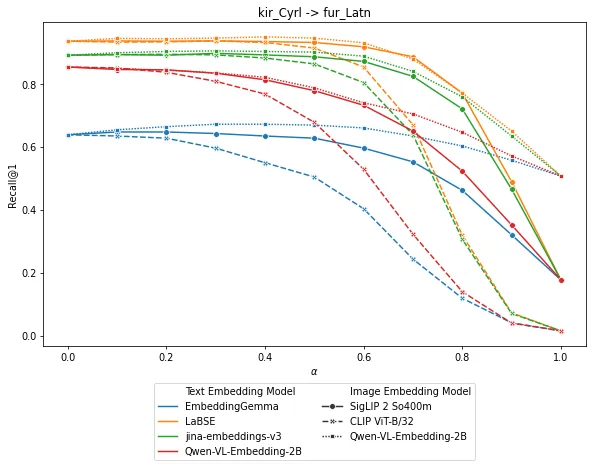 kir_Cyrl -> fur_Latn
Recall@1
0.8
0.6
0.4
0.2
0.0
0.0 0.2 0.4 0.6 0.8 1.0
α
Text Embedding Model Image Embedding Model
EmbeddingGemma SigLIP 2 So400m
LaBSE CLIP ViT-B/32
jina-embeddings-v3 Qwen-VL-Embedding-2B
Qwen-VL-Embedding-2B